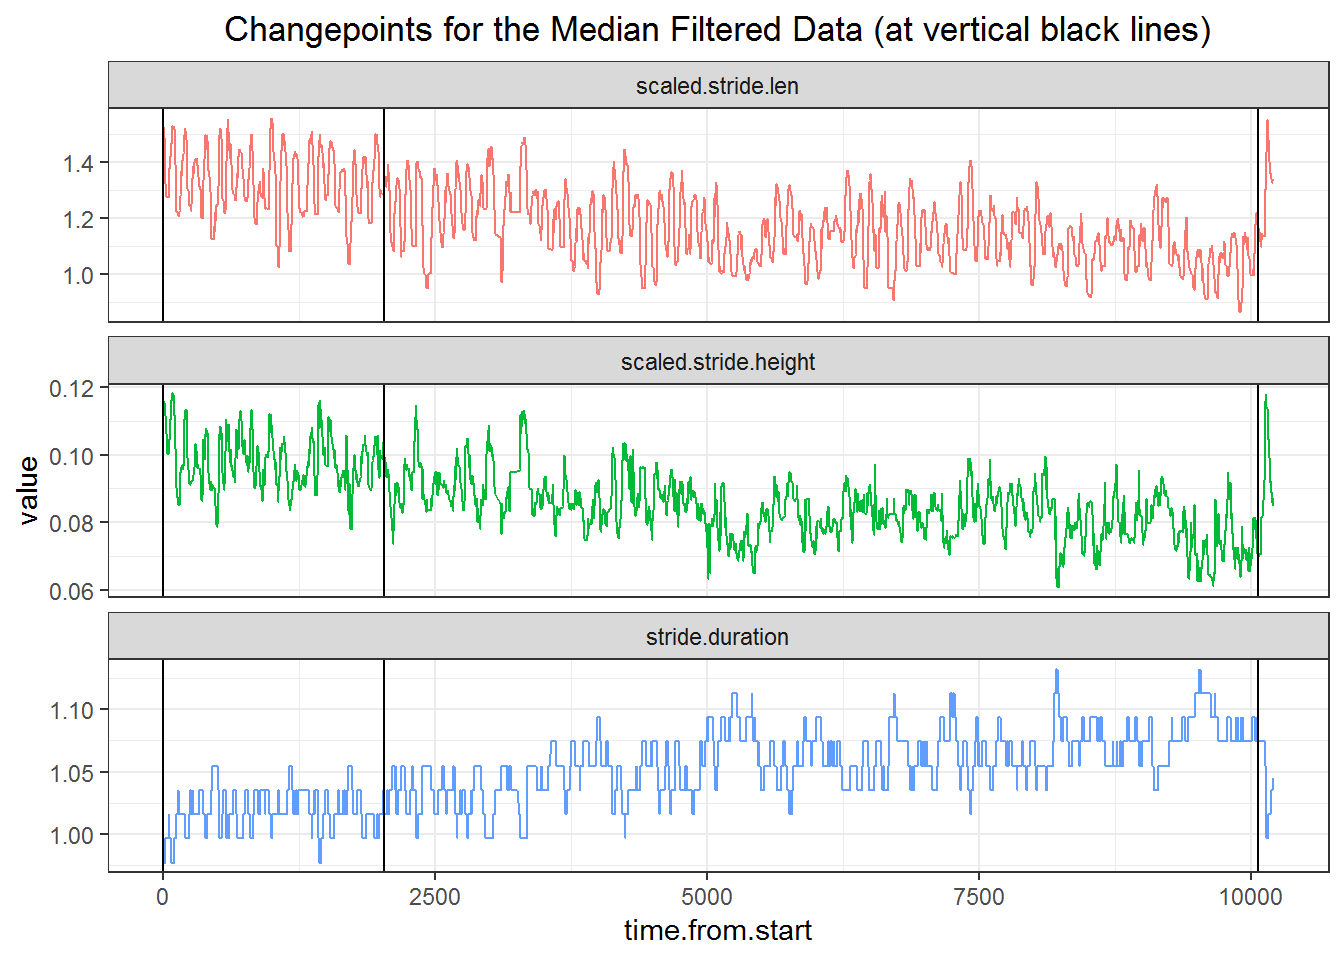 Changepoints for the Median Filtered Data (at vertical black lines)
scaled.stride.len
1.4
1.2
1.0
scaled.stride.height
0.12
0.10
0.08
0.06
value
stride.duration
1.10
1.05
1.00
0 2500 5000 7500 10000
time.from.start